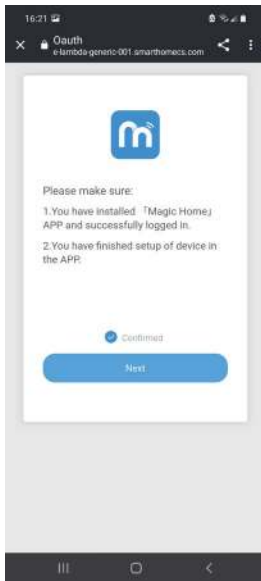 16:21
Oauth
e-lambda-generic-001.smarthomecs.com
m
Please make sure:
1.You have installed 「Magic Home」
APP and successfully logged in.
2.You have finished setup of device in
the APP.
Confirmed
Next